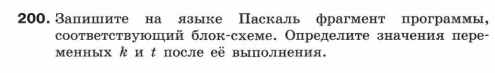 200. Запишите на языке Паскаль фрагмент программы,
соответствующий блок-схеме. Определите значения пере-
менных k и t после её выполнения.